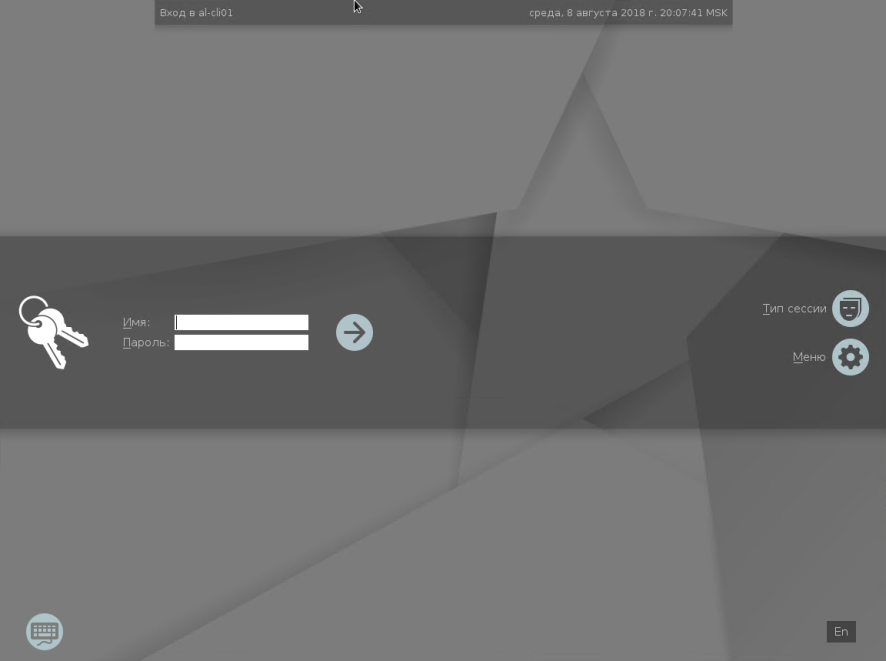 Вход в al-cli01
среда, 8 августа 2018 г. 20:07:41 MSK
Имя:
Пароль:
Тип сессии
Меню
En